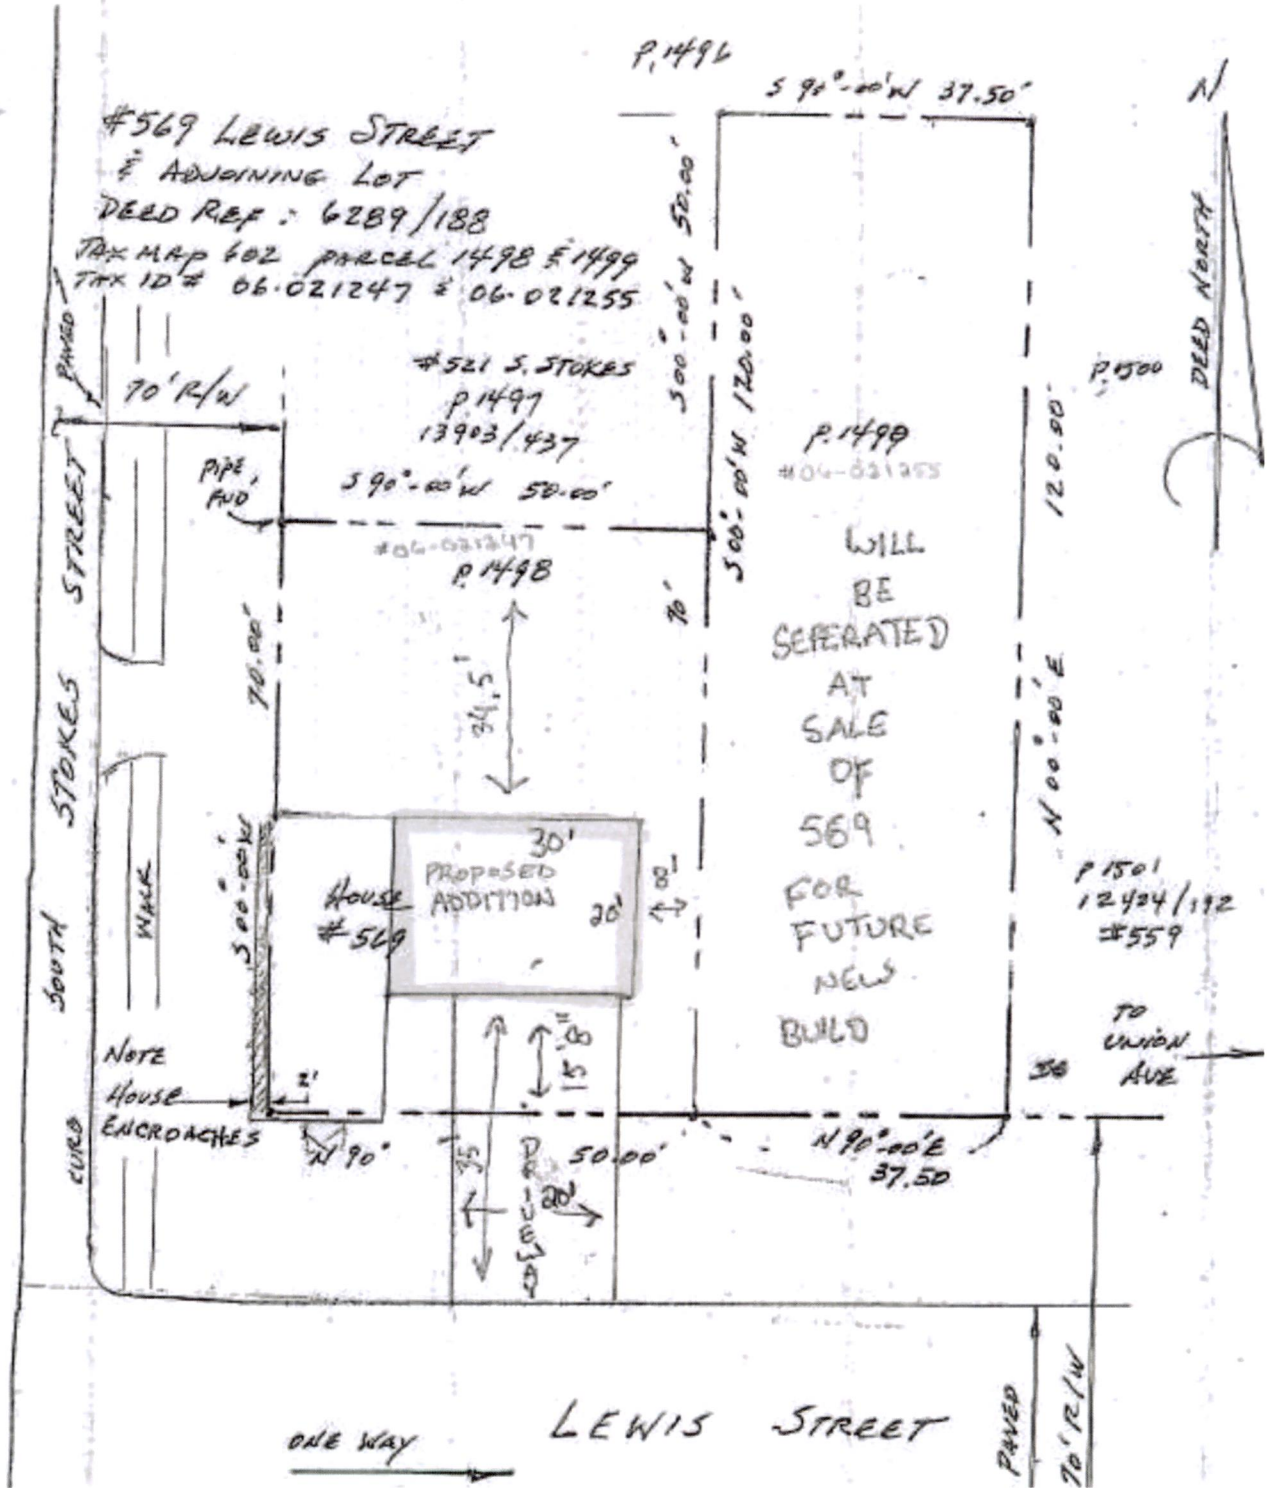 P.1496
S 90°-00'W 37.50'
N
#569 LEWIS STREET
& ADJOINING LOT
DEED REF: 6289/188
TAX MAP 602 PARCEL 1498 & 1499
TAX ID # 06-021247 & 06-021255
S 00°-00'W 50.00'
DEED NORTH
PAVED
70' R/W
#521 S. STOKES
P.1497
13903/437
S 00°-00'W 120.00'
P.1500
PIPE
FND
S 90°-00'W 50.00'
P.1499
#06-021255
120.00'
#06-021247
P.1498
70.00'
34.5'
70'
WILL
BE
SEPERATED
AT
SALE
OF
569
FOR
FUTURE
NEW
BUILD
N 00°-00'E
SOUTH STOKES STREET
WALK
S 00°-00'W
HOUSE
#569
30'
PROPOSED
ADDITION
20'
8'
P 1501
12424/192
#559
TO
UNION
AVE
NOTE
HOUSE
ENCROACHES
2'
15'8"
CURB
N 90°
50.00'
35'
20'
N 90°-00'E
37.50
LEWIS STREET
ONE WAY
PAVED
70' R/W